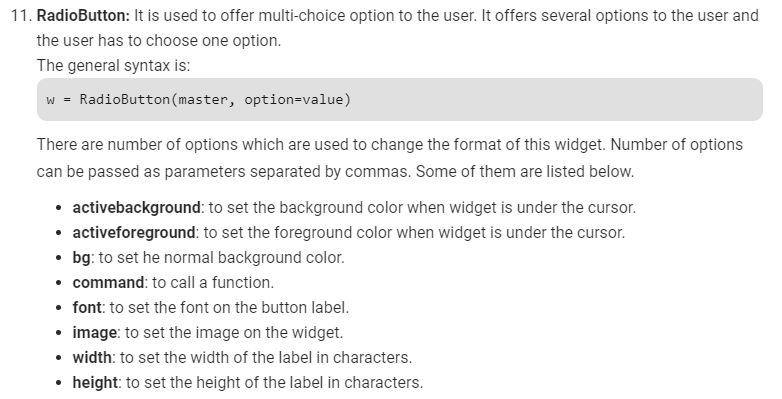 11. RadioButton: It is used to offer multi-choice option to the user. It offers several options to the user and
the user has to choose one option.
The general syntax is:
w = RadioButton(master, option=value)
There are number of options which are used to change the format of this widget. Number of options
can be passed as parameters separated by commas. Some of them are listed below.
• activebackground: to set the background color when widget is under the cursor.
• activeforeground: to set the foreground color when widget is under the cursor.
• bg: to set he normal background color.
• command: to call a function.
• font: to set the font on the button label.
• image: to set the image on the widget.
• width: to set the width of the label in characters.
• height: to set the height of the label in characters.